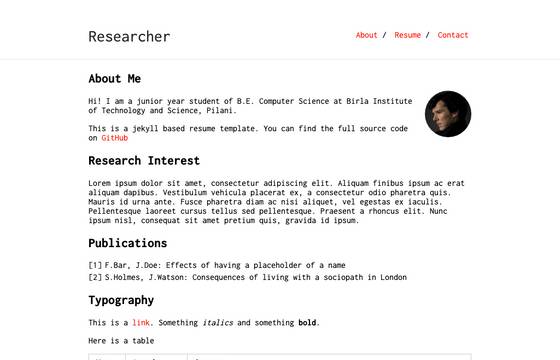 Researcher
About / Resume / Contact
About Me
Hi! I am a junior year student of B.E. Computer Science at Birla Institute
of Technology and Science, Pilani.
This is a jekyll based resume template. You can find the full source code
on GitHub
Research Interest
Lorem ipsum dolor sit amet, consectetur adipiscing elit. Aliquam finibus ipsum ac erat
aliquam dapibus. Vestibulum vehicula placerat ex, a consectetur odio pharetra quis.
Mauris id urna ante. Fusce pharetra diam ac nisi aliquet, vel egestas ex iaculis.
Pellentesque laoreet cursus tellus sed pellentesque. Praesent a rhoncus elit. Nunc
ipsum nisl, consequat sit amet pretium quis, gravida id ipsum.
Publications
[1] F.Bar, J.Doe: Effects of having a placeholder of a name
[2] S.Holmes, J.Watson: Consequences of living with a sociopath in London
Typography
This is a link. Something italics and something bold.
Here is a table